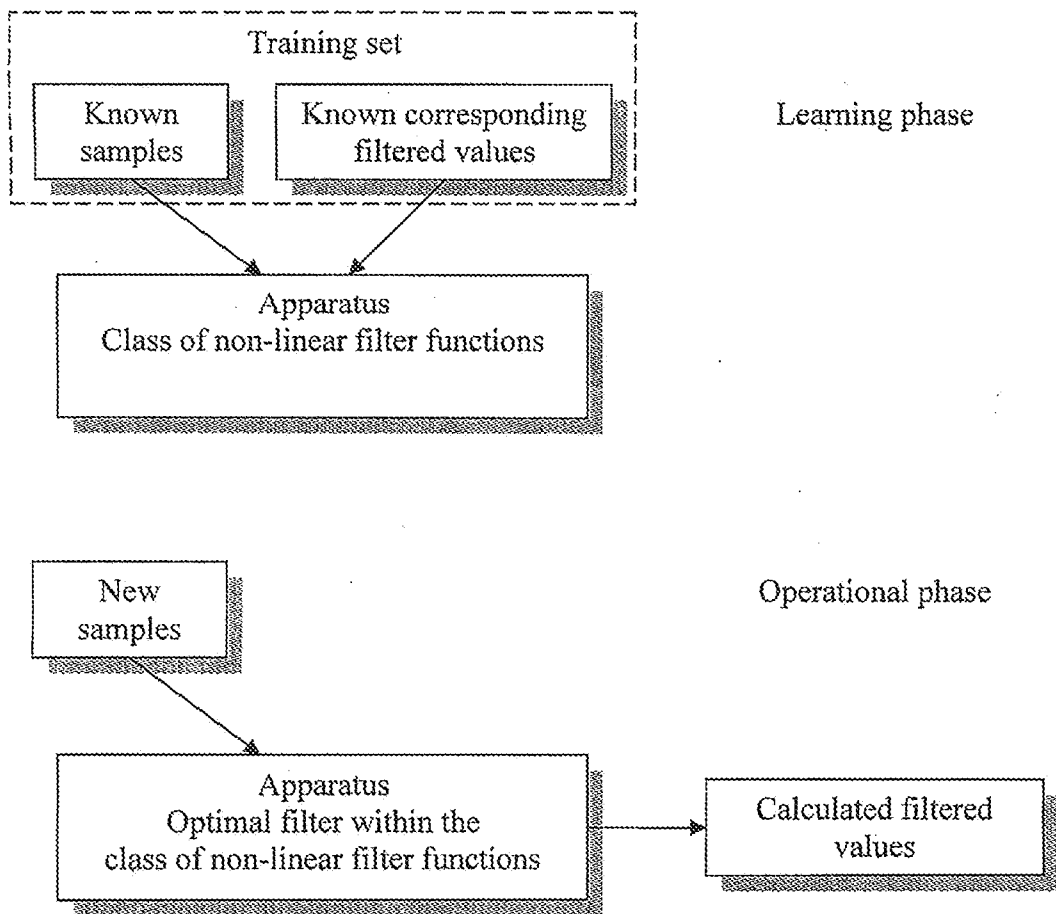 Training set
Known
samples
Known corresponding
filtered values
Learning phase
Apparatus
Class of non-linear filter functions
New
samples
Operational phase
Apparatus
Optimal filter within the
class of non-linear filter functions
Calculated filtered
values